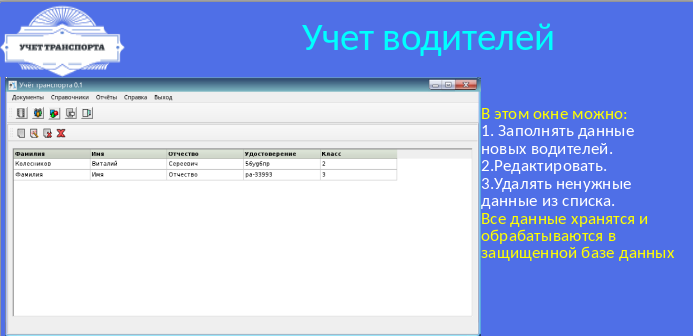 УЧЕТ ТРАНСПОРТА
Учет водителей
Учёт транспорта 0.1
Документы Справочники Отчёты Справка Выход
Фамилия Имя Отчество Удостоверение Класс
Колесников Виталий Сергеевич 56уд6пр 2
Фамилия Имя Отчество ра-33993 3
В этом окне можно:
1. Заполнять данные
новых водителей.
2.Редактировать.
3.Удалять ненужные
данные из списка.
Все данные хранятся и
обрабатываются в
защищенной базе данных